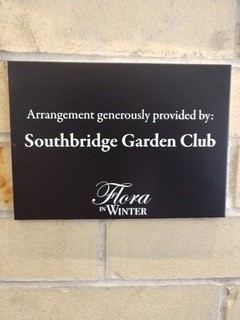 Arrangement generously provided by:
Southbridge Garden Club
Flora
IN WINTER